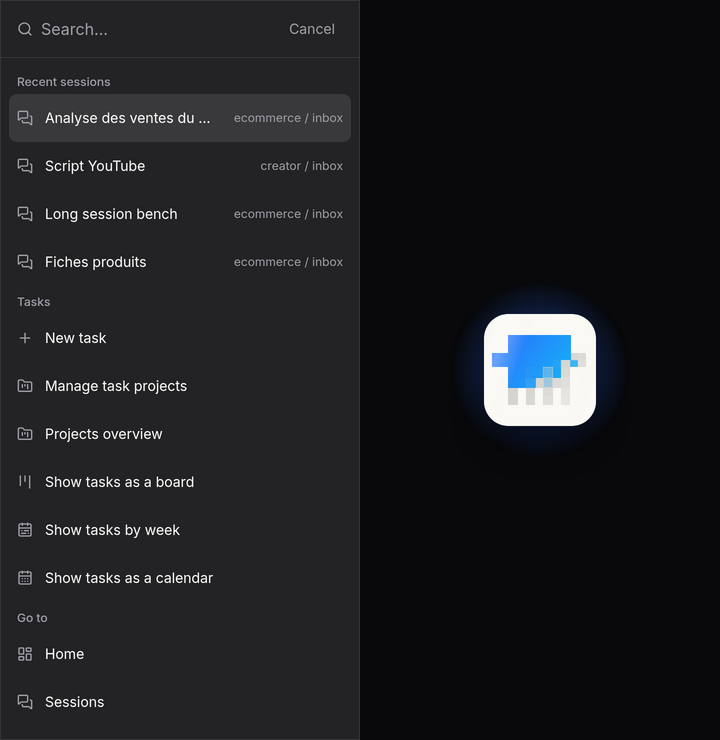 Search...
Cancel
Recent sessions
Analyse des ventes du ... ecommerce / inbox
Script YouTube creator / inbox
Long session bench ecommerce / inbox
Fiches produits ecommerce / inbox
Tasks
New task
Manage task projects
Projects overview
Show tasks as a board
Show tasks by week
Show tasks as a calendar
Go to
Home
Sessions